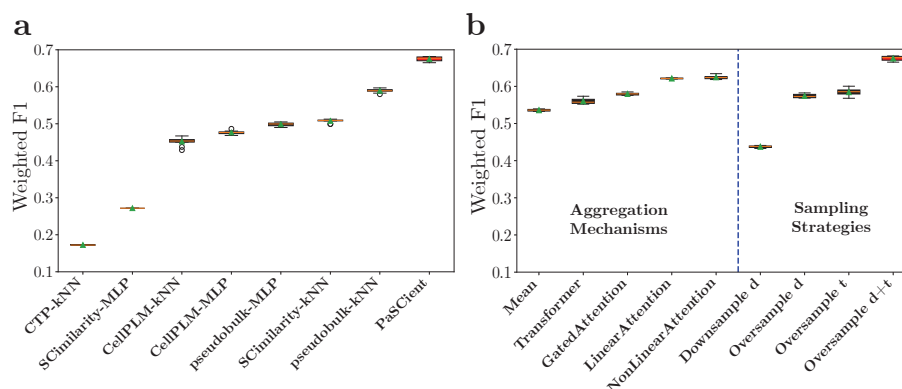 a
Weighted F1
0.7
0.6
0.5
0.4
0.3
0.2
0.1
CTP-kNN
SCimilarity-MLP
CellPLM-kNN
CellPLM-MLP
pseudobulk-MLP
SCimilarity-kNN
pseudobulk-kNN
PaSCient
b
Weighted F1
0.7
0.6
0.5
0.4
0.3
0.2
0.1
Aggregation
Mechanisms
Sampling
Strategies
Mean
Transformer
GatedAttention
LinearAttention
NonLinearAttention
Downsample d
Oversample d
Oversample t
Oversample d+t